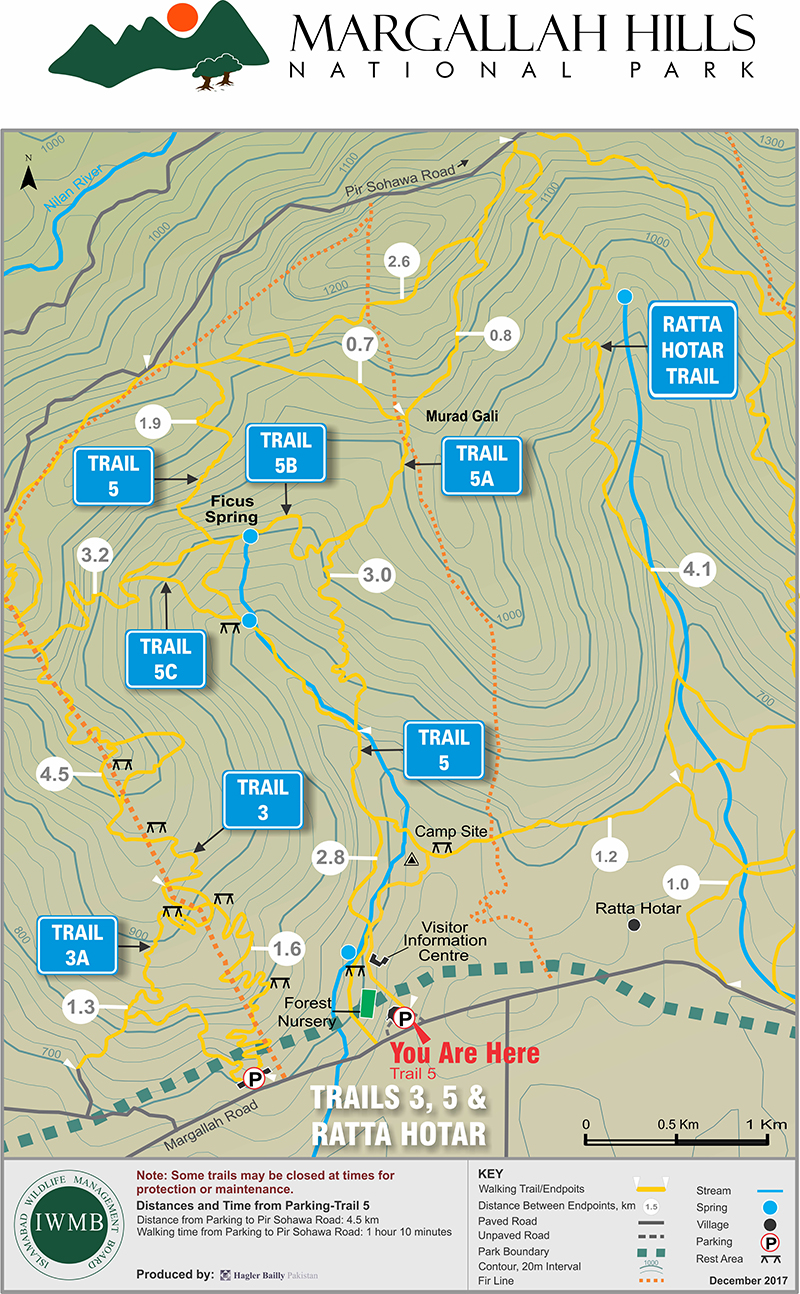 MARGALLAH HILLS
NATIONAL PARK
N
1000
Nilan River
1000
1100
Pir Sohawa Road
1300
1100
1000
1200
2.6
0.8
0.7
RATTA
HOTAR
TRAIL
1.9
Murad Gali
TRAIL
5
TRAIL
5B
TRAIL
5A
Ficus
Spring
3.2
3.0
4.1
1000
TRAIL
5C
700
TRAIL
5
4.5
TRAIL
3
Camp Site
2.8
1.2
1.0
Ratta Hotar
800
900
TRAIL
3A
Visitor
Information
Centre
1.6
1.3
Forest
Nursery
P
You Are Here
Trail 5
700
P
Margallah Road
TRAILS 3, 5 &
RATTA HOTAR
0 0.5 Km 1 Km
ISLAMABAD WILDLIFE MANAGEMENT BOARD
IWMB
Note: Some trails may be closed at times for
protection or maintenance.
Distances and Time from Parking-Trail 5
Distance from Parking to Pir Sohawa Road: 4.5 km
Walking time from Parking to Pir Sohawa Road: 1 hour 10 minutes
Produced by: Hagler Bailly Pakistan
KEY
Walking Trail/Endpoits
Distance Between Endpoints, km 1.5
Paved Road
Unpaved Road
Park Boundary
Contour, 20m Interval 1000
Fir Line
Stream
Spring
Village
Parking P
Rest Area
December 2017